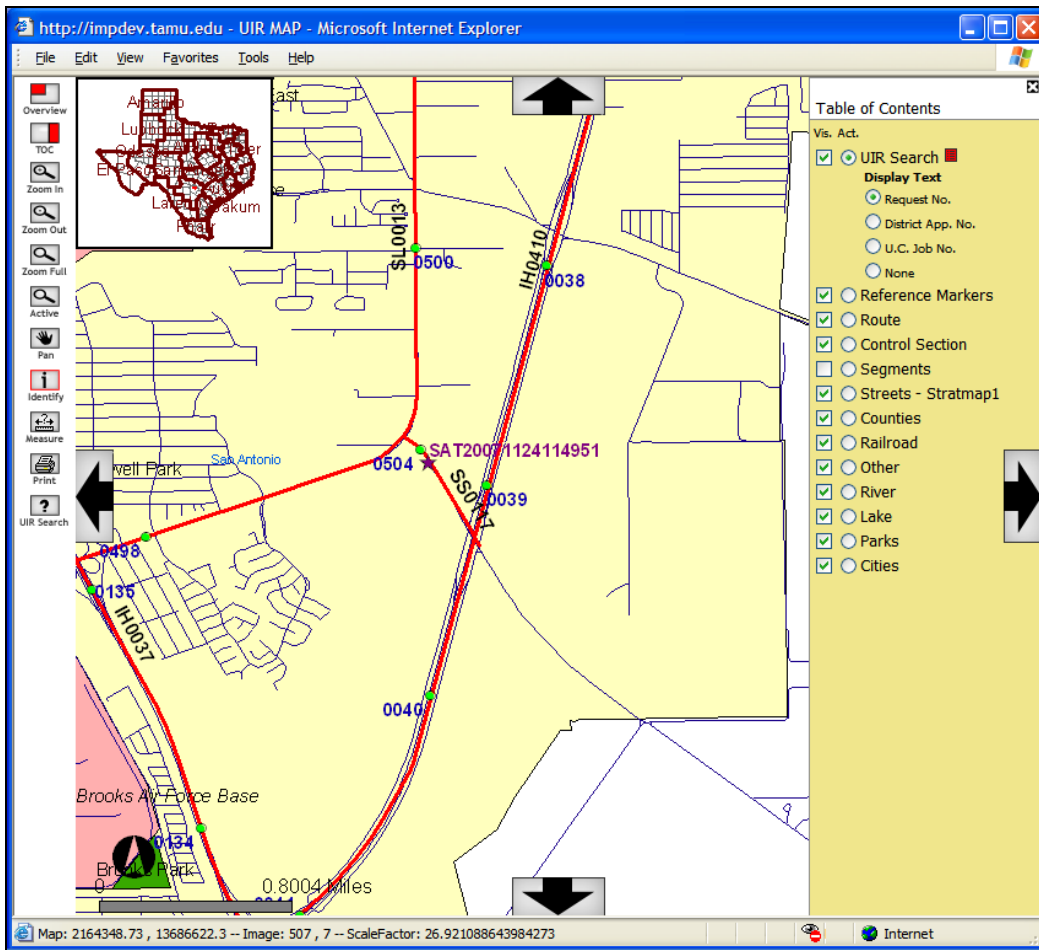 http://impdev.tamu.edu - UIR MAP - Microsoft Internet Explorer
File Edit View Favorites Tools Help
Overview
TOC
Zoom In
Zoom Out
Zoom Full
Active
Pan
Identify
Measure
Print
UIR Search
Amarillo
El Paso
SL0013
0500
IH0410
0038
SAT20071124114951
0504
San Antonio
0039
0498
0135
IH0037
0040
Brooks Air Force Base
0134
Brooks Park
0 0.8004 Miles
Table of Contents
Vis. Act.
UIR Search
Display Text
Request No.
District App. No.
U.C. Job No.
None
Reference Markers
Route
Control Section
Segments
Streets - Stratmap1
Counties
Railroad
Other
River
Lake
Parks
Cities
Map: 2164348.73 , 13686622.3 -- Image: 507 , 7 -- ScaleFactor: 26.921088643984273
Internet